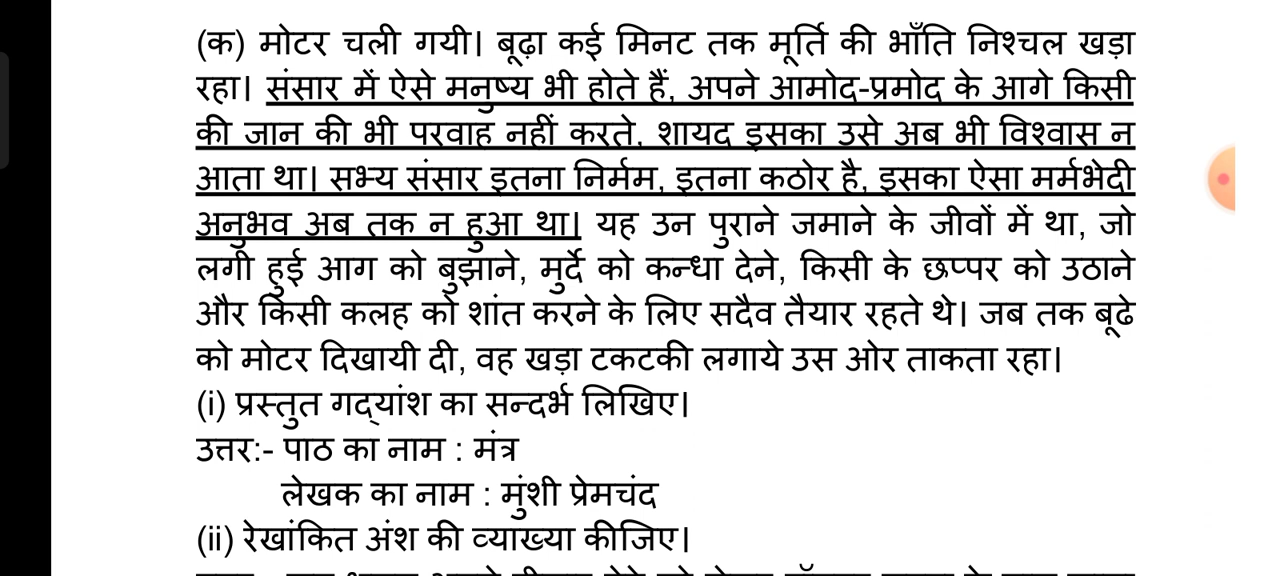 (क) मोटर चली गयी। बूढ़ा कई मिनट तक मूर्ति की भाँति निश्चल खड़ा
रहा। संसार में ऐसे मनुष्य भी होते हैं, अपने आमोद-प्रमोद के आगे किसी
की जान की भी परवाह नहीं करते, शायद इसका उसे अब भी विश्वास न
आता था। सभ्य संसार इतना निर्मम, इतना कठोर है, इसका ऐसा मर्मभेदी
अनुभव अब तक न हुआ था। यह उन पुराने जमाने के जीवों में था, जो
लगी हुई आग को बुझाने, मुर्दे को कन्धा देने, किसी के छप्पर को उठाने
और किसी कलह को शांत करने के लिए सदैव तैयार रहते थे। जब तक बूढे
को मोटर दिखायी दी, वह खड़ा टकटकी लगाये उस ओर ताकता रहा।
(i) प्रस्तुत गद्यांश का सन्दर्भ लिखिए।
उत्तर:- पाठ का नाम : मंत्र
लेखक का नाम : मुंशी प्रेमचंद
(ii) रेखांकित अंश की व्याख्या कीजिए।